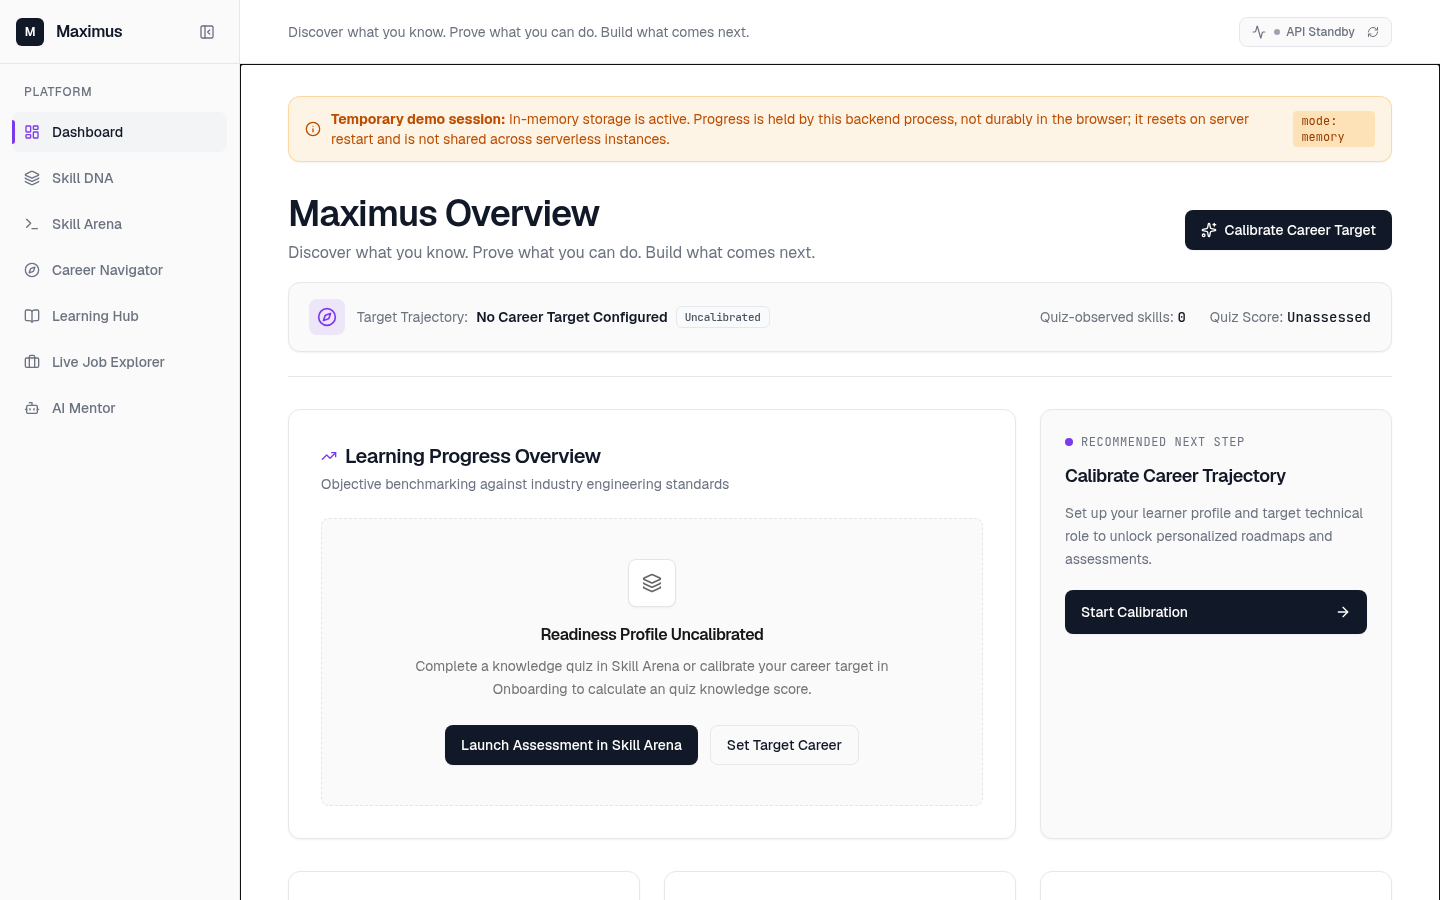 M
Maximus
Discover what you know. Prove what you can do. Build what comes next.
API Standby
PLATFORM
Dashboard
Skill DNA
Skill Arena
Career Navigator
Learning Hub
Live Job Explorer
AI Mentor
Temporary demo session: In-memory storage is active. Progress is held by this backend process, not durably in the browser; it resets on server
restart and is not shared across serverless instances.
mode:
memory
Maximus Overview
Discover what you know. Prove what you can do. Build what comes next.
Calibrate Career Target
Target Trajectory: No Career Target Configured Uncalibrated
Quiz-observed skills: 0 Quiz Score: Unassessed
Learning Progress Overview
Objective benchmarking against industry engineering standards
Readiness Profile Uncalibrated
Complete a knowledge quiz in Skill Arena or calibrate your career target in
Onboarding to calculate an quiz knowledge score.
Launch Assessment in Skill Arena
Set Target Career
RECOMMENDED NEXT STEP
Calibrate Career Trajectory
Set up your learner profile and target technical
role to unlock personalized roadmaps and
assessments.
Start Calibration